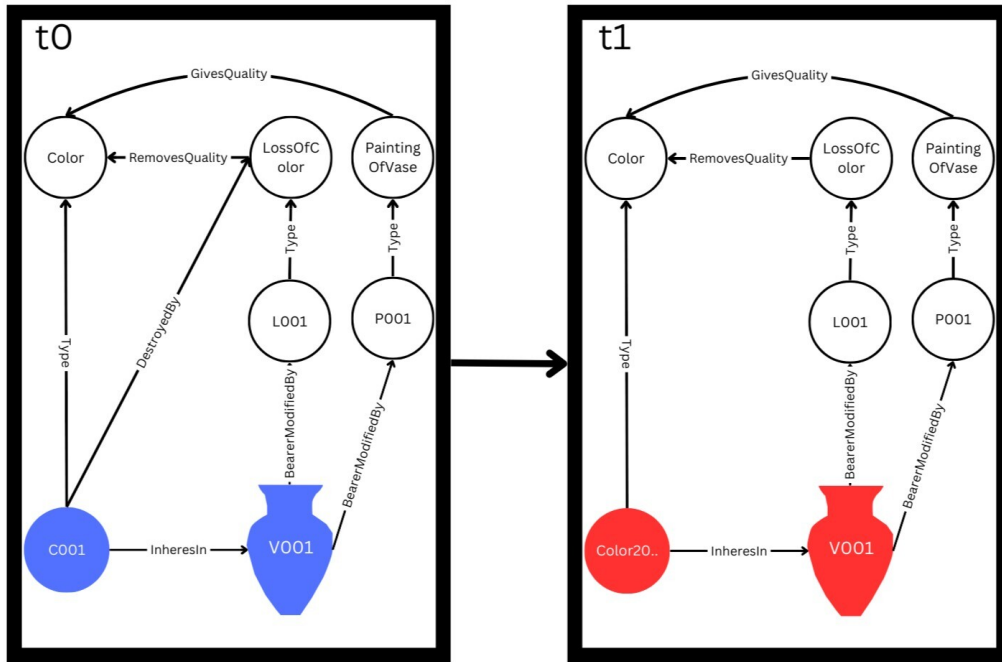 t0
GivesQuality
Color
RemovesQuality
LossOfC
olor
Painting
OfVase
Type
Type
Type
DestroyedBy
L001
P001
BearerModifiedBy
BearerModifiedBy
C001
InheresIn
V001
t1
GivesQuality
Color
RemovesQuality
LossOfC
olor
Painting
OfVase
Type
Type
Type
L001
P001
BearerModifiedBy
BearerModifiedBy
Color20..
InheresIn
V001